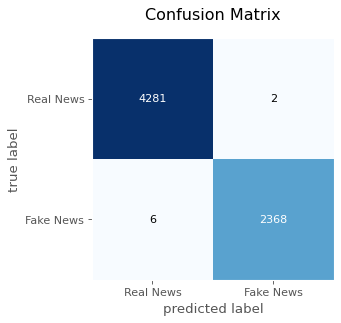 Confusion Matrix
Real News
4281
2
true label
Fake News
6
2368
Real News
Fake News
predicted label